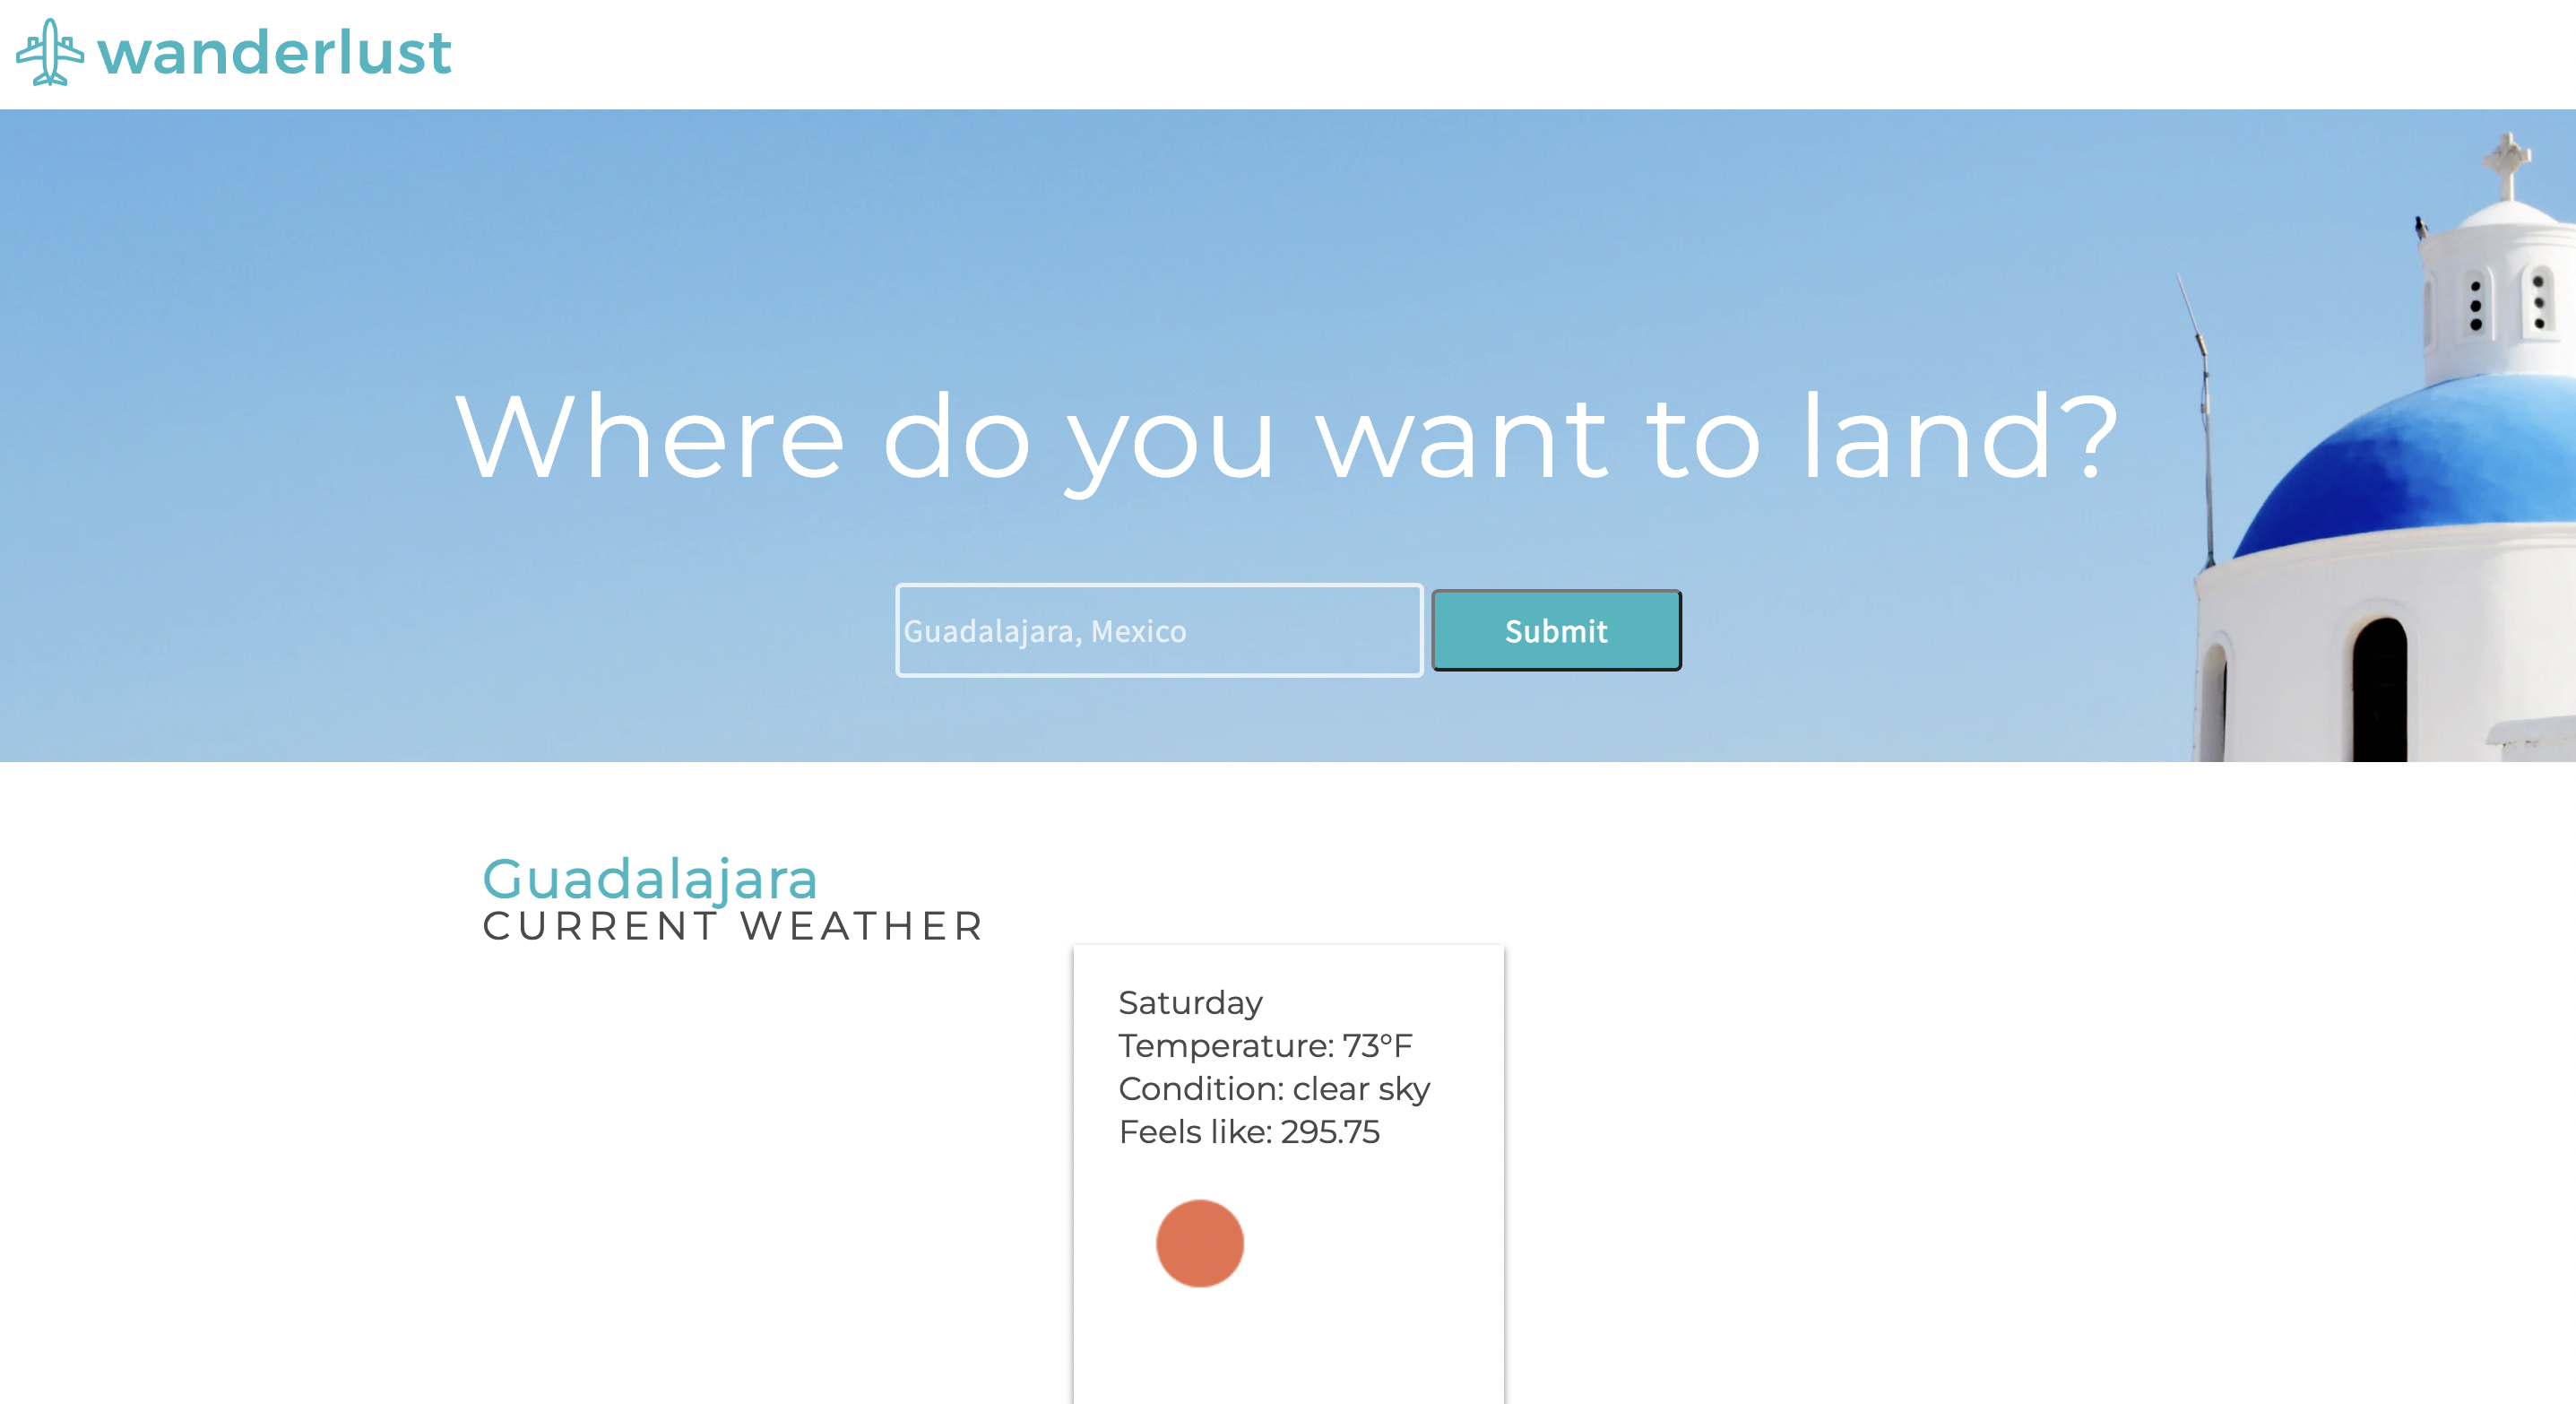 wanderlust
Where do you want to land?
Guadalajara, Mexico
Submit
Guadalajara
CURRENT WEATHER
Saturday
Temperature: 73°F
Condition: clear sky
Feels like: 295.75